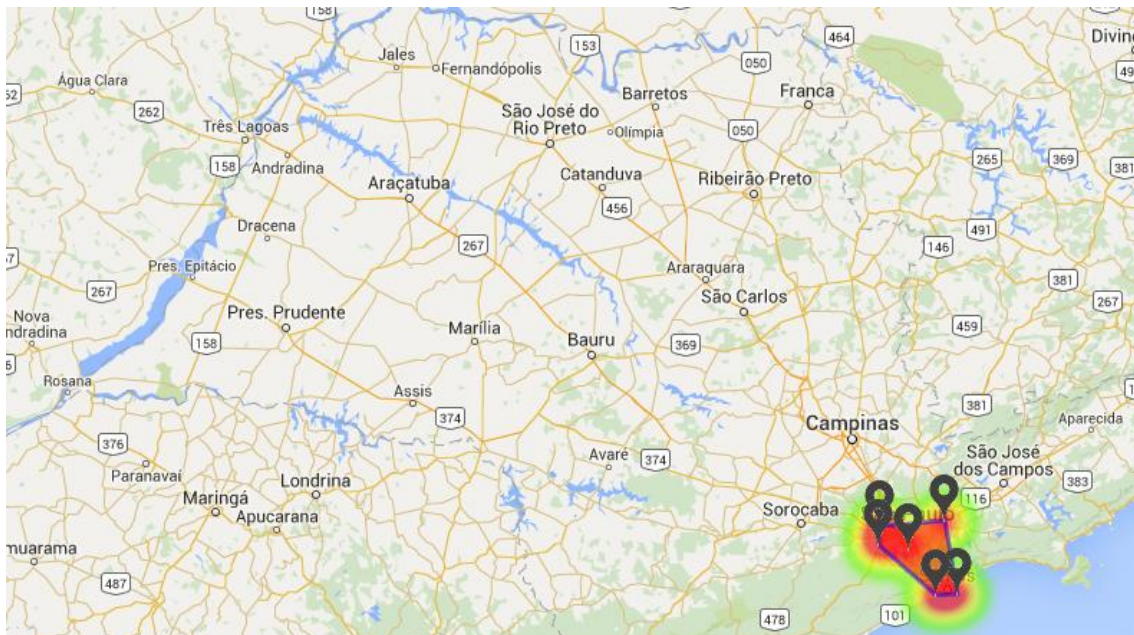 158
Divin
464
153
Jales
Fernandópolis
050
49
Água Clara
262
262
Barretos
Franca
São José do
Rio Preto
Olímpia
050
Três Lagoas
158
Andradina
265
369
381
Catanduva
Ribeirão Preto
Araçatuba
456
Dracena
491
267
146
Pres. Epitácio
Araraquara
381
267
São Carlos
267
Nova
ndradina
Pres. Prudente
Marília
459
158
Bauru
369
Rosana
Assis
374
381
Aparecida
Campinas
376
Avaré
374
São José
dos Campos
Paranavaí
Londrina
383
116
Maringá
Sorocaba
Apucarana
muarama
487
478
101